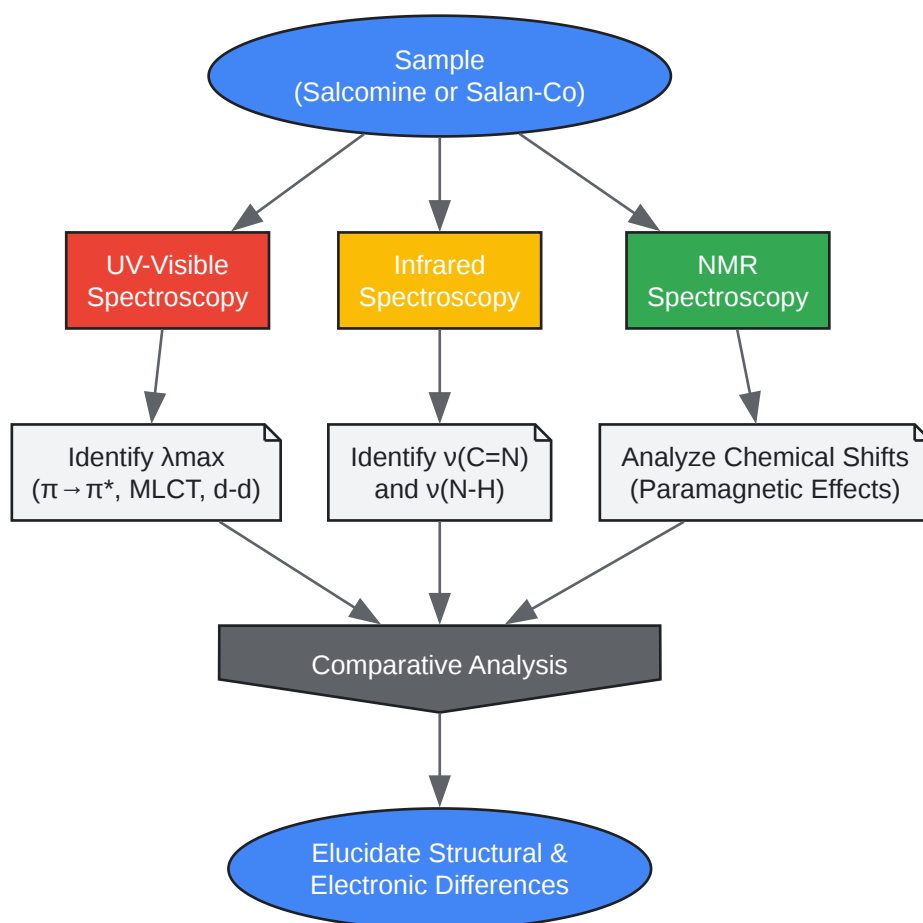 Sample
(Salcomine or Salan-Co)
UV-Visible
Spectroscopy
Infrared
Spectroscopy
NMR
Spectroscopy
Identify λmax
(π→π*, MLCT, d-d)
Identify ν(C=N)
and ν(N-H)
Analyze Chemical Shifts
(Paramagnetic Effects)
Comparative Analysis
Elucidate Structural &
Electronic Differences